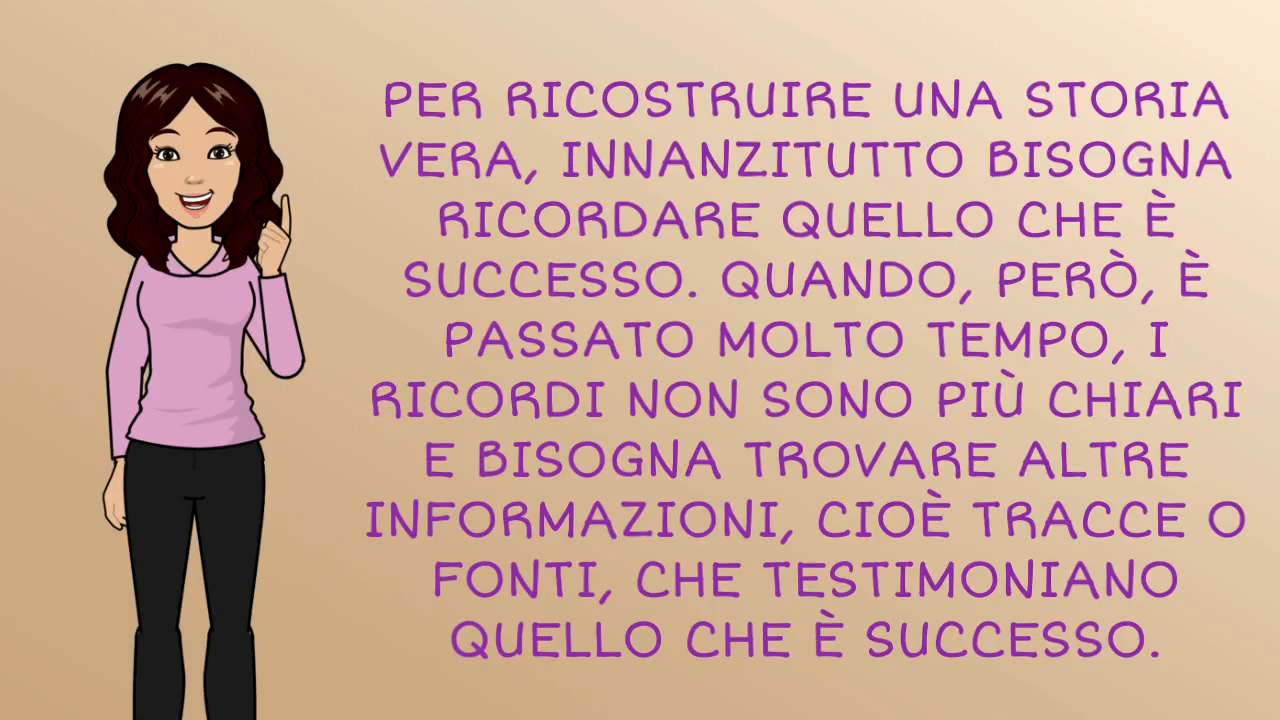 PER RICOSTRUIRE UNA STORIA
VERA, INNANZITUTTO BISOGNA
RICORDARE QUELLO CHE È
SUCCESSO. QUANDO, PERÒ, È
PASSATO MOLTO TEMPO, I
RICORDI NON SONO PIÙ CHIARI
E BISOGNA TROVARE ALTRE
INFORMAZIONI, CIOÈ TRACCE O
FONTI, CHE TESTIMONIANO
QUELLO CHE È SUCCESSO.